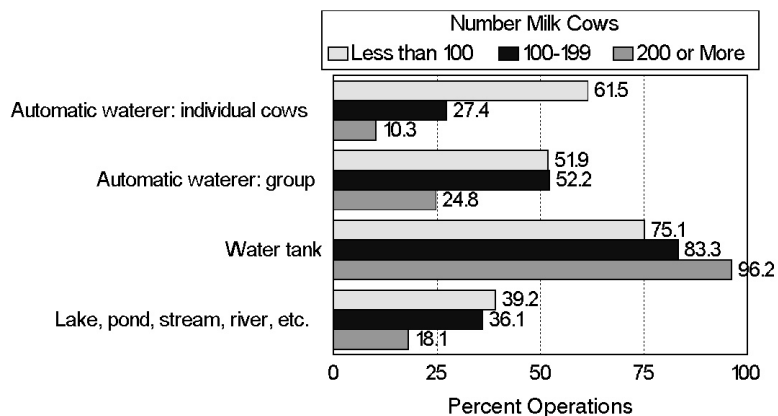 Number Milk Cows
Less than 100 100-199 200 or More
Automatic waterer: individual cows
61.5
27.4
10.3
Automatic waterer: group
51.9
52.2
24.8
Water tank
75.1
83.3
96.2
Lake, pond, stream, river, etc.
39.2
36.1
18.1
0 25 50 75 100
Percent Operations